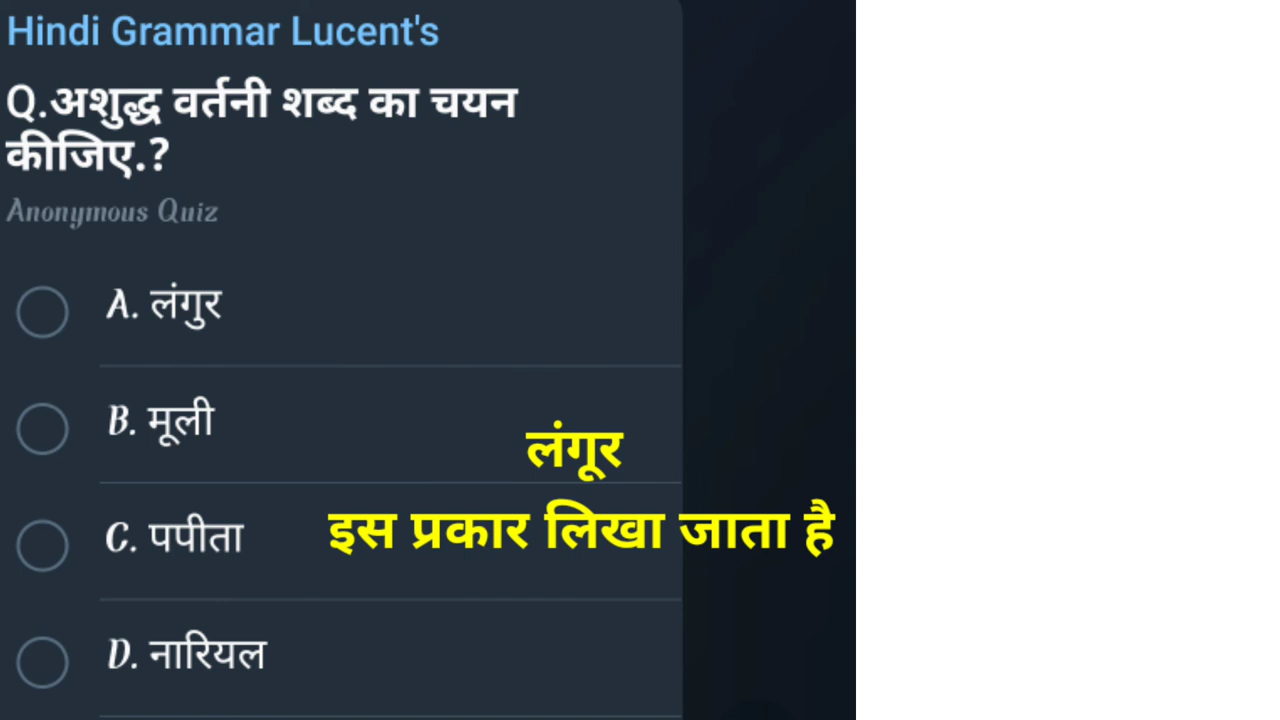 Hindi Grammar Lucent's
Q.अशुद्ध वर्तनी शब्द का चयन
कीजिए.?
Anonymous Quiz
A. लंगुर
B. मूली
लंगूर
C. पपीता
इस प्रकार लिखा जाता है
D. नारियल